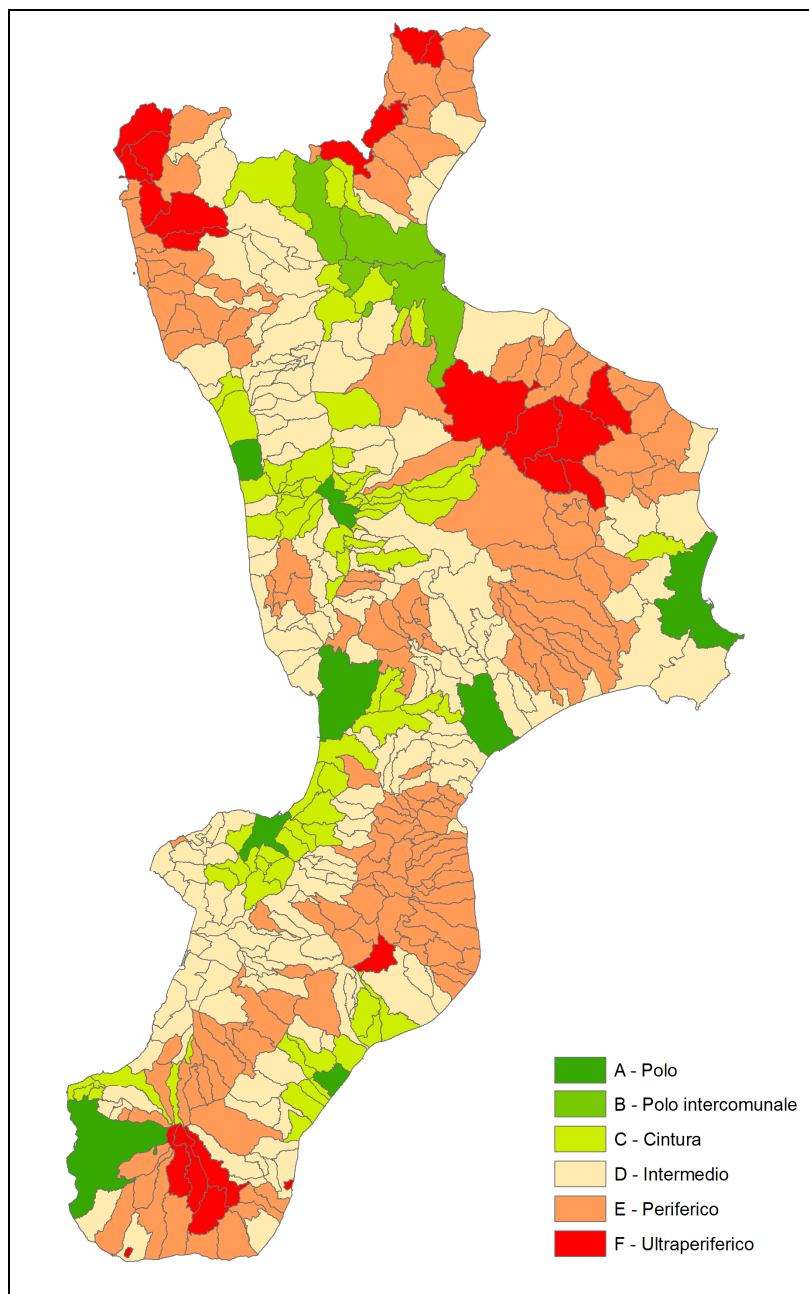 A - Polo
B - Polo intercomunale
C - Cintura
D - Intermedio
E - Periferico
F - Ultraperiferico